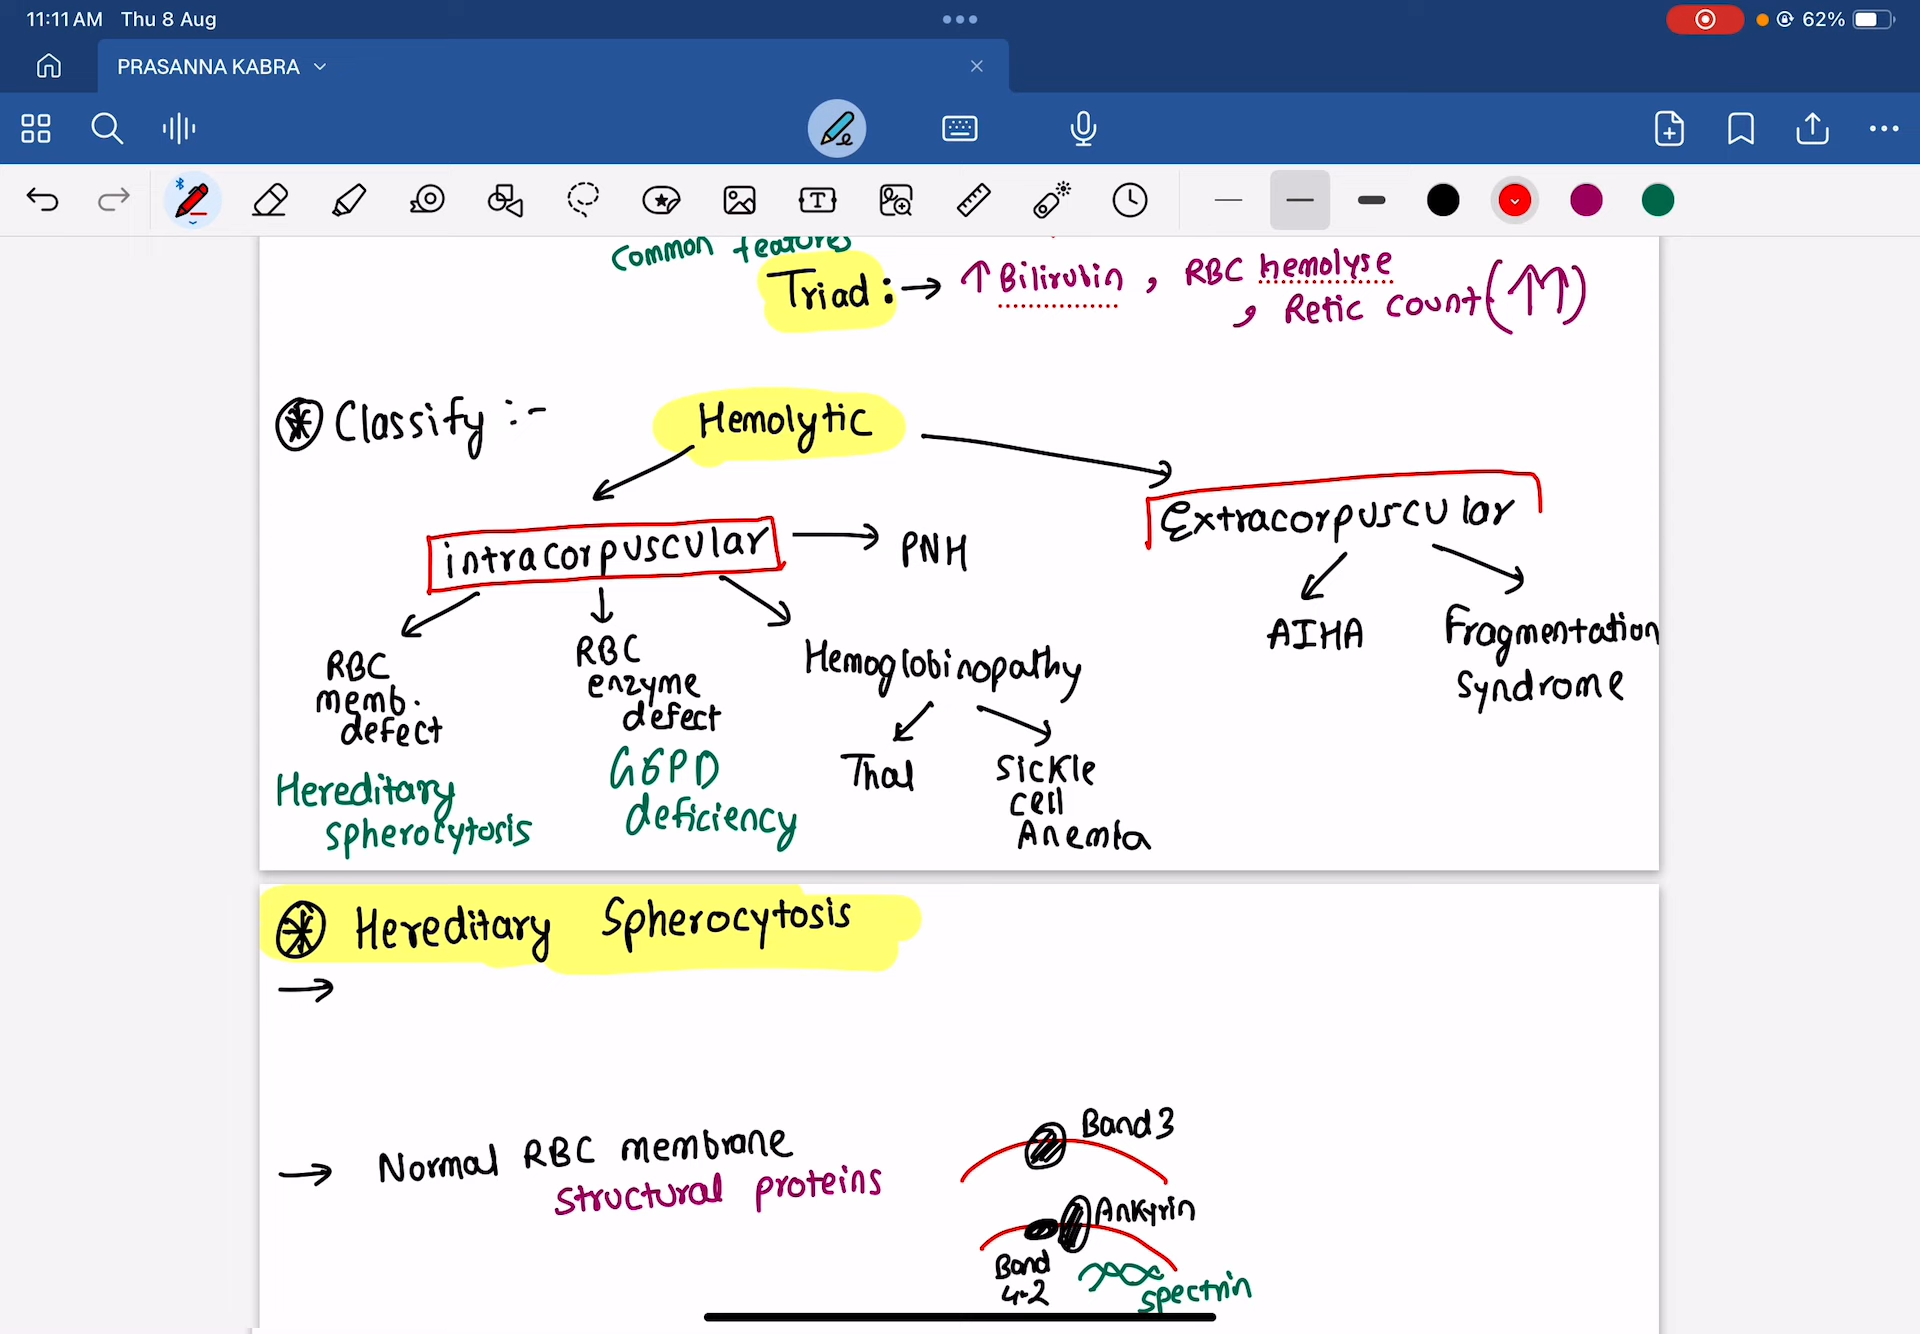 11:11 AM Thu 8 Aug
62%
PRASANNA KABRA
Common features
Triad :→ ↑ Bilirubin , RBC hemolyse
, Retic count (↑↑)
Classify :-
Hemolytic
Extracorpuscular
intracorpuscular → PNH
AIHA
Fragmentation
Syndrome
RBC
memb.
defect
RBC
enzyme
defect
Hemoglobinopathy
Hereditary
spherocytosis
G6PD
deficiency
Thal
Sickle
cell
Anemia
Hereditary Spherocytosis
→
→ Normal RBC membrane
structural proteins
Band 3
Ankyrin
Band
4.2
spectrin